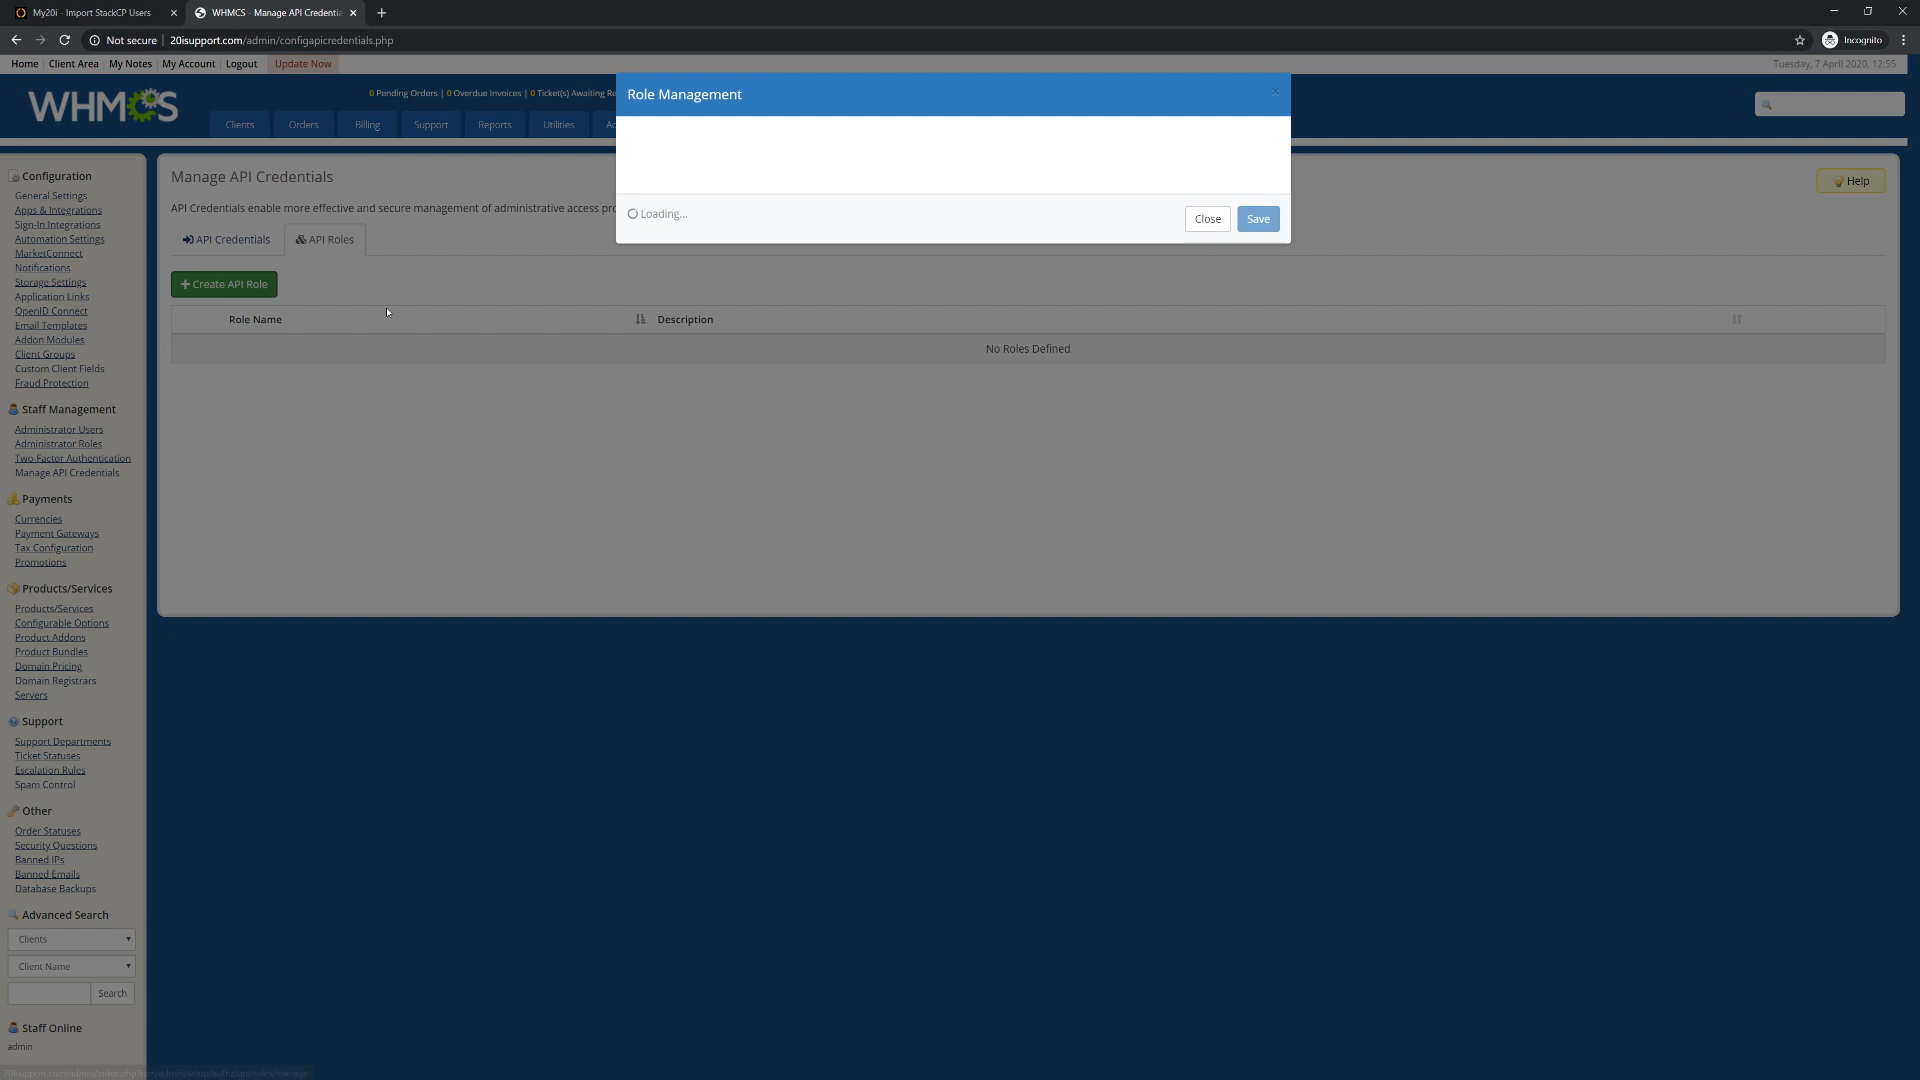 My20i - Import StackCP Users
WHMCS - Manage API Credentia
Not secure | 20isupport.com/admin/configapicredentials.php
Incognito
Home
Client Area
My Notes
My Account
Logout
Update Now
Tuesday, 7 April 2020, 12:55
WHMCS
0 Pending Orders | 0 Overdue Invoices | 0 Ticket(s) Awaiting Re
Clients
Orders
Billing
Support
Reports
Utilities
Role Management
Loading...
Close
Save
Configuration
General Settings
Apps & Integrations
Sign-In Integrations
Automation Settings
MarketConnect
Notifications
Storage Settings
Application Links
OpenID Connect
Email Templates
Addon Modules
Client Groups
Custom Client Fields
Fraud Protection
Staff Management
Administrator Users
Administrator Roles
Two-Factor Authentication
Manage API Credentials
Payments
Currencies
Payment Gateways
Tax Configuration
Promotions
Products/Services
Products/Services
Configurable Options
Product Addons
Product Bundles
Domain Pricing
Domain Registrars
Servers
Support
Support Departments
Ticket Statuses
Escalation Rules
Spam Control
Other
Order Statuses
Security Questions
Banned IPs
Banned Emails
Database Backups
Advanced Search
Clients
Client Name
Search
Staff Online
admin
Manage API Credentials
Help
API Credentials enable more effective and secure management of administrative access pro
API Credentials
API Roles
+ Create API Role
Role Name
Description
No Roles Defined